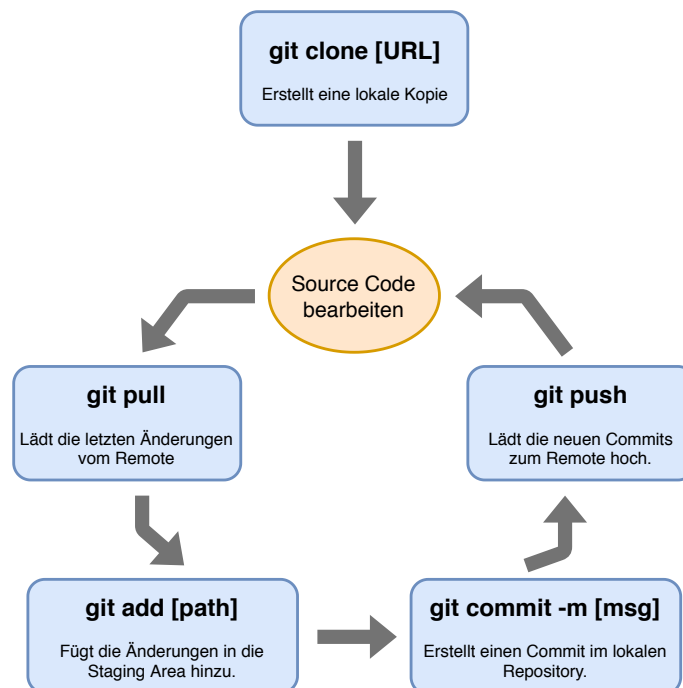 git clone [URL]
Erstellt eine lokale Kopie
Source Code
bearbeiten
git pull
Lädt die letzten Änderungen
vom Remote
git push
Lädt die neuen Commits
zum Remote hoch.
git add [path]
Fügt die Änderungen in die
Staging Area hinzu.
git commit -m [msg]
Erstellt einen Commit im lokalen
Repository.